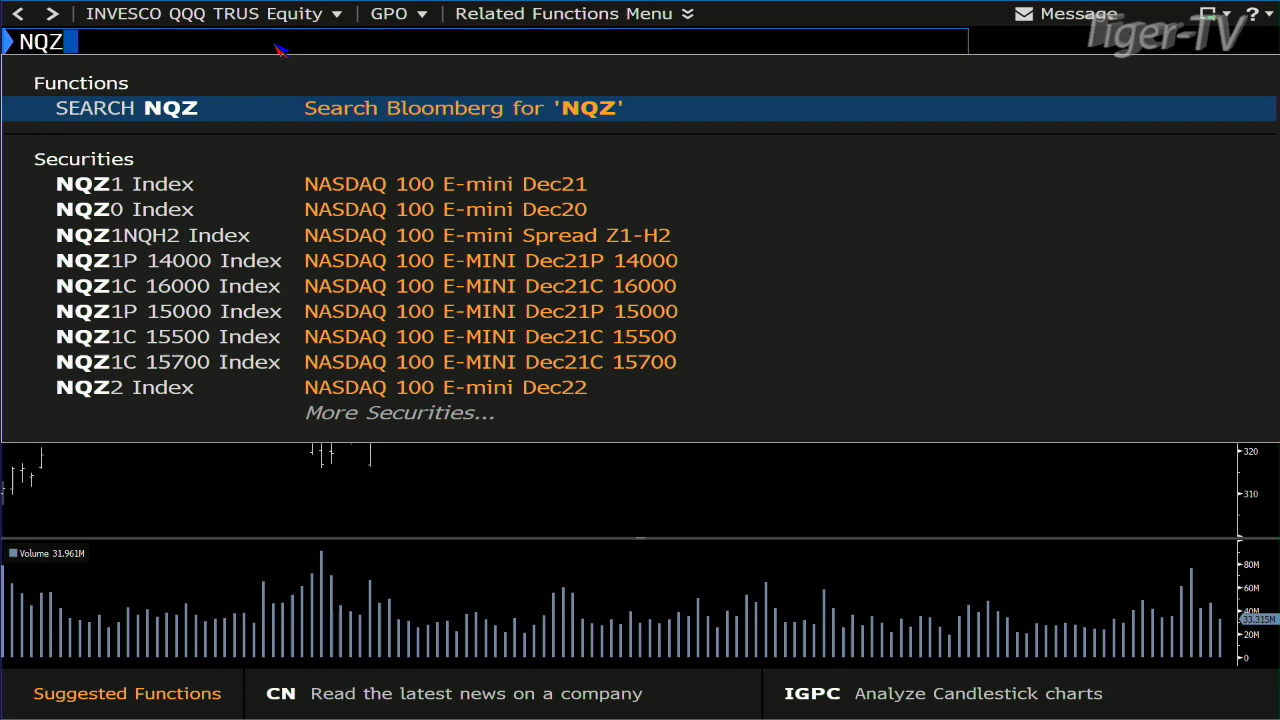 INVESCO QQQ TRUS Equity GPO Related Functions Menu Message ?
Tiger-TV
NQZ
Functions
SEARCH NQZ Search Bloomberg for 'NQZ'
Securities
NQZ1 Index NASDAQ 100 E-mini Dec21
NQZ0 Index NASDAQ 100 E-mini Dec20
NQZ1NQH2 Index NASDAQ 100 E-mini Spread Z1-H2
NQZ1P 14000 Index NASDAQ 100 E-MINI Dec21P 14000
NQZ1C 16000 Index NASDAQ 100 E-MINI Dec21C 16000
NQZ1P 15000 Index NASDAQ 100 E-MINI Dec21P 15000
NQZ1C 15500 Index NASDAQ 100 E-MINI Dec21C 15500
NQZ1C 15700 Index NASDAQ 100 E-MINI Dec21C 15700
NQZ2 Index NASDAQ 100 E-mini Dec22
More Securities...
320
310
Volume 31.961M
80M
60M
40M
33.315M
20M
0
Suggested Functions CN Read the latest news on a company IGPC Analyze Candlestick charts